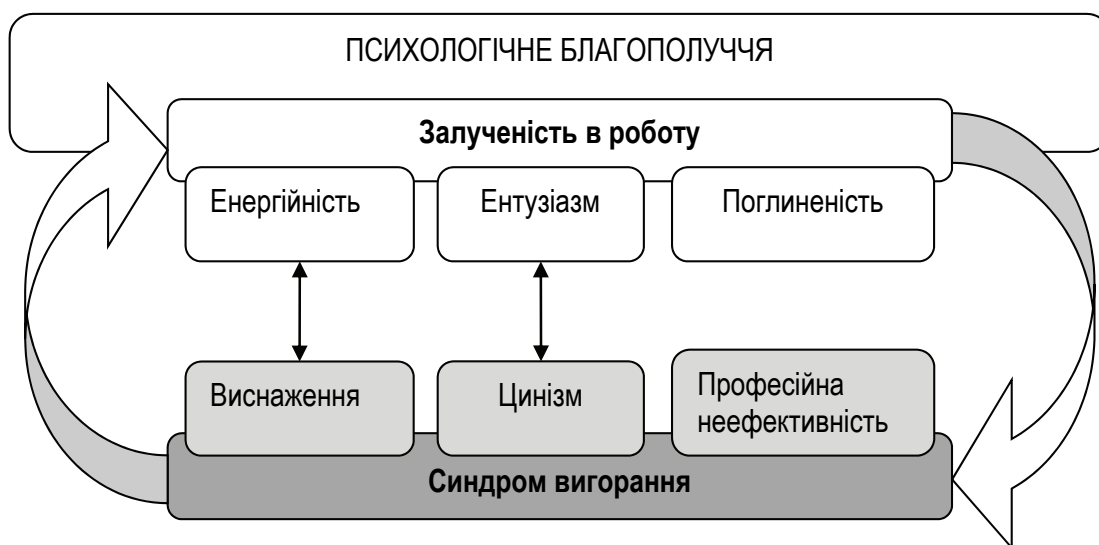 ПСИХОЛОГІЧНЕ БЛАГОПОЛУЧЧЯ
Залученість в роботу
Енергійність
Ентузіазм
Поглиненість
Виснаження
Цинізм
Професійна
неефективність
Синдром вигорання